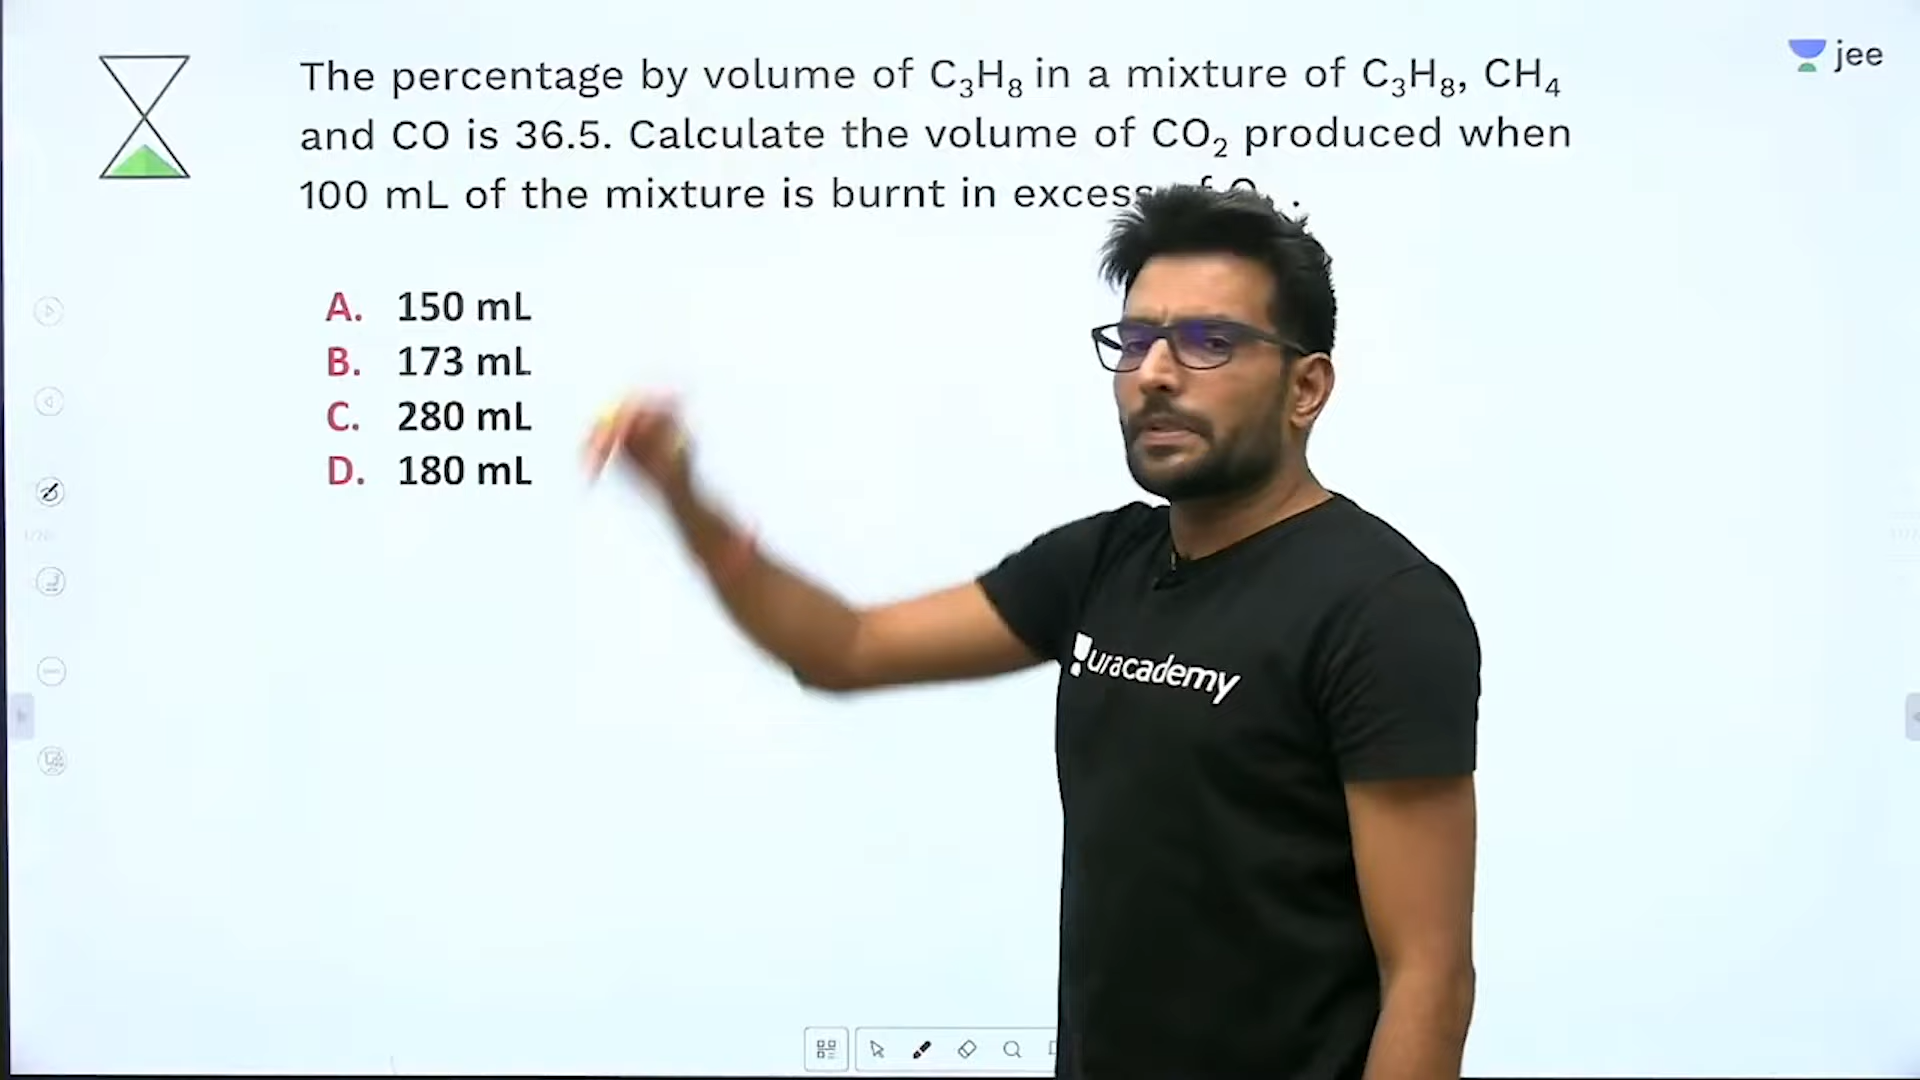 jee
The percentage by volume of C₃H₈ in a mixture of C₃H₈, CH₄
and CO is 36.5. Calculate the volume of CO₂ produced when
100 mL of the mixture is burnt in excess
A. 150 mL
B. 173 mL
C. 280 mL
D. 180 mL
uracademy